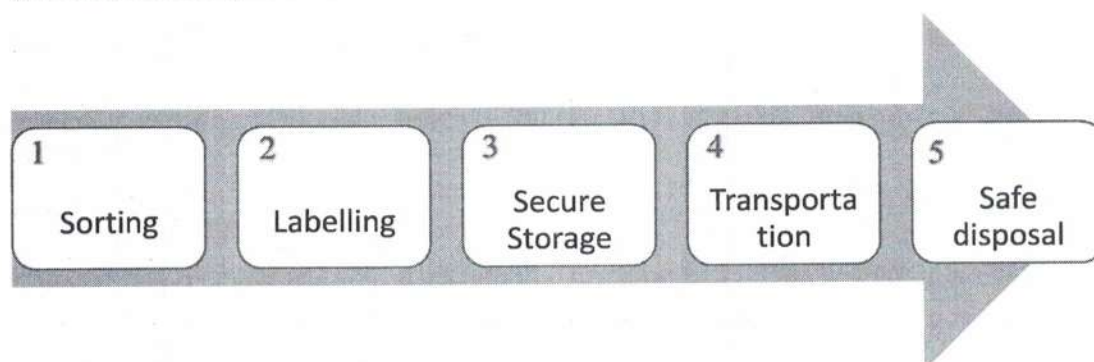 1
Sorting
2
Labelling
3
Secure
Storage
4
Transporta
tion
5
Safe
disposal